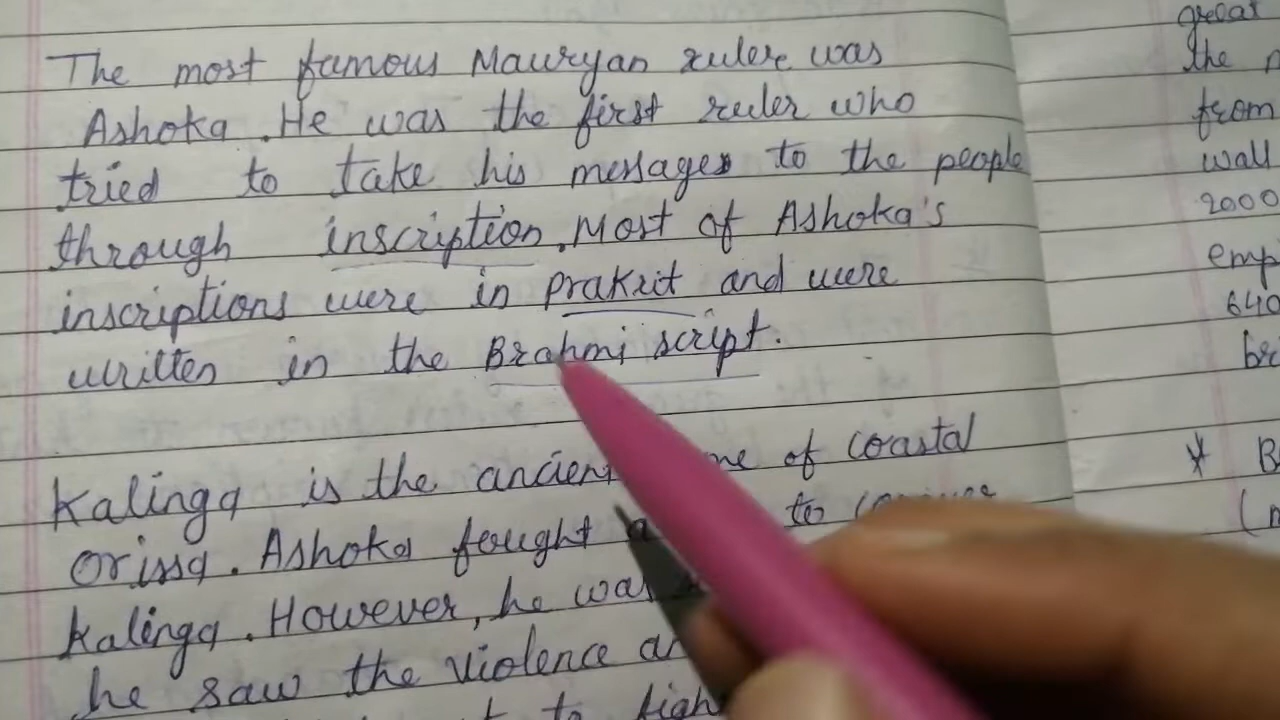 The most famous Mauryan ruler was
Ashoka. He was the first ruler who
tried to take his messages to the people
through inscription. Most of Ashoka's
inscriptions were in prakrit and were
written in the Brahmi script.
Kalinga is the ancient of coastal
orissa. Ashoka fought to
Kalinga. However, he was
he saw the violence
to
great
the
from
wall
2000
emp
640
* B